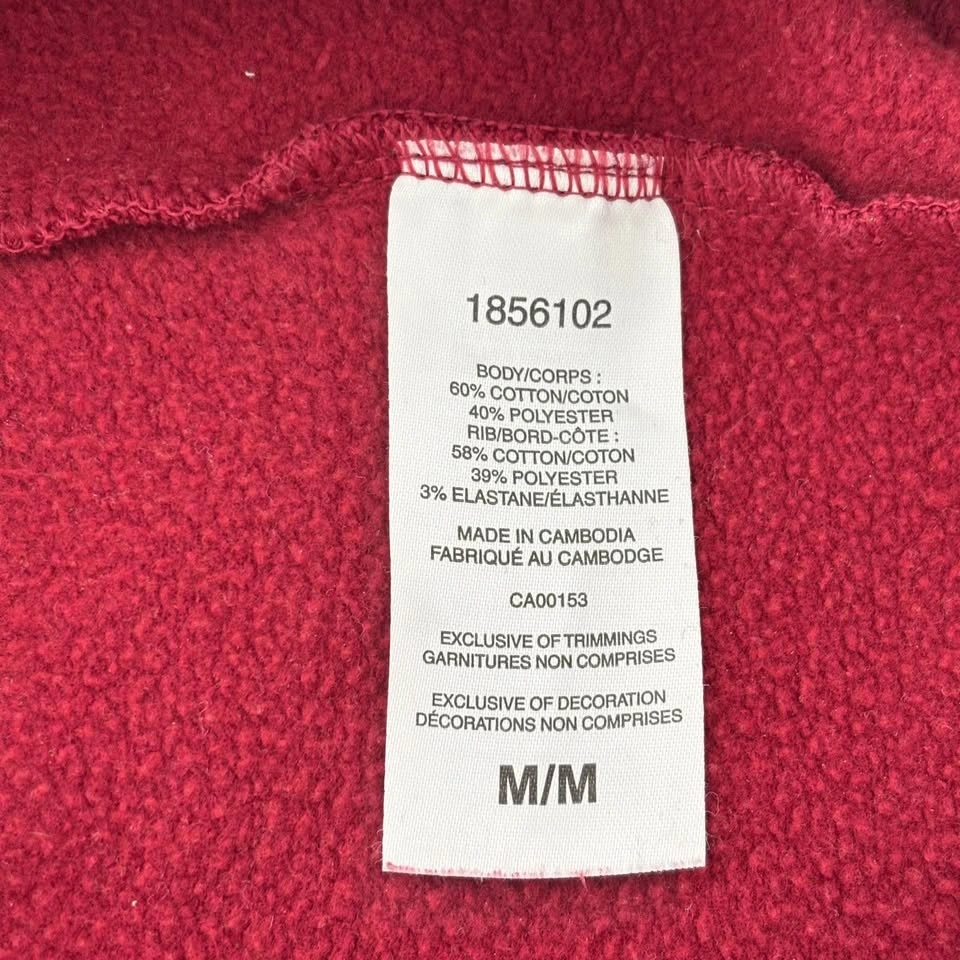 1856102
BODY/CORPS :
60% COTTON/COTON
40% POLYESTER
RIB/BORD-CÔTE :
58% COTTON/COTON
39% POLYESTER
3% ELASTANE/ÉLASTHANNE
MADE IN CAMBODIA
FABRIQUÉ AU CAMBODGE
CA00153
EXCLUSIVE OF TRIMMINGS
GARNITURES NON COMPRISES
EXCLUSIVE OF DECORATION
DÉCORATIONS NON COMPRISES
M/M